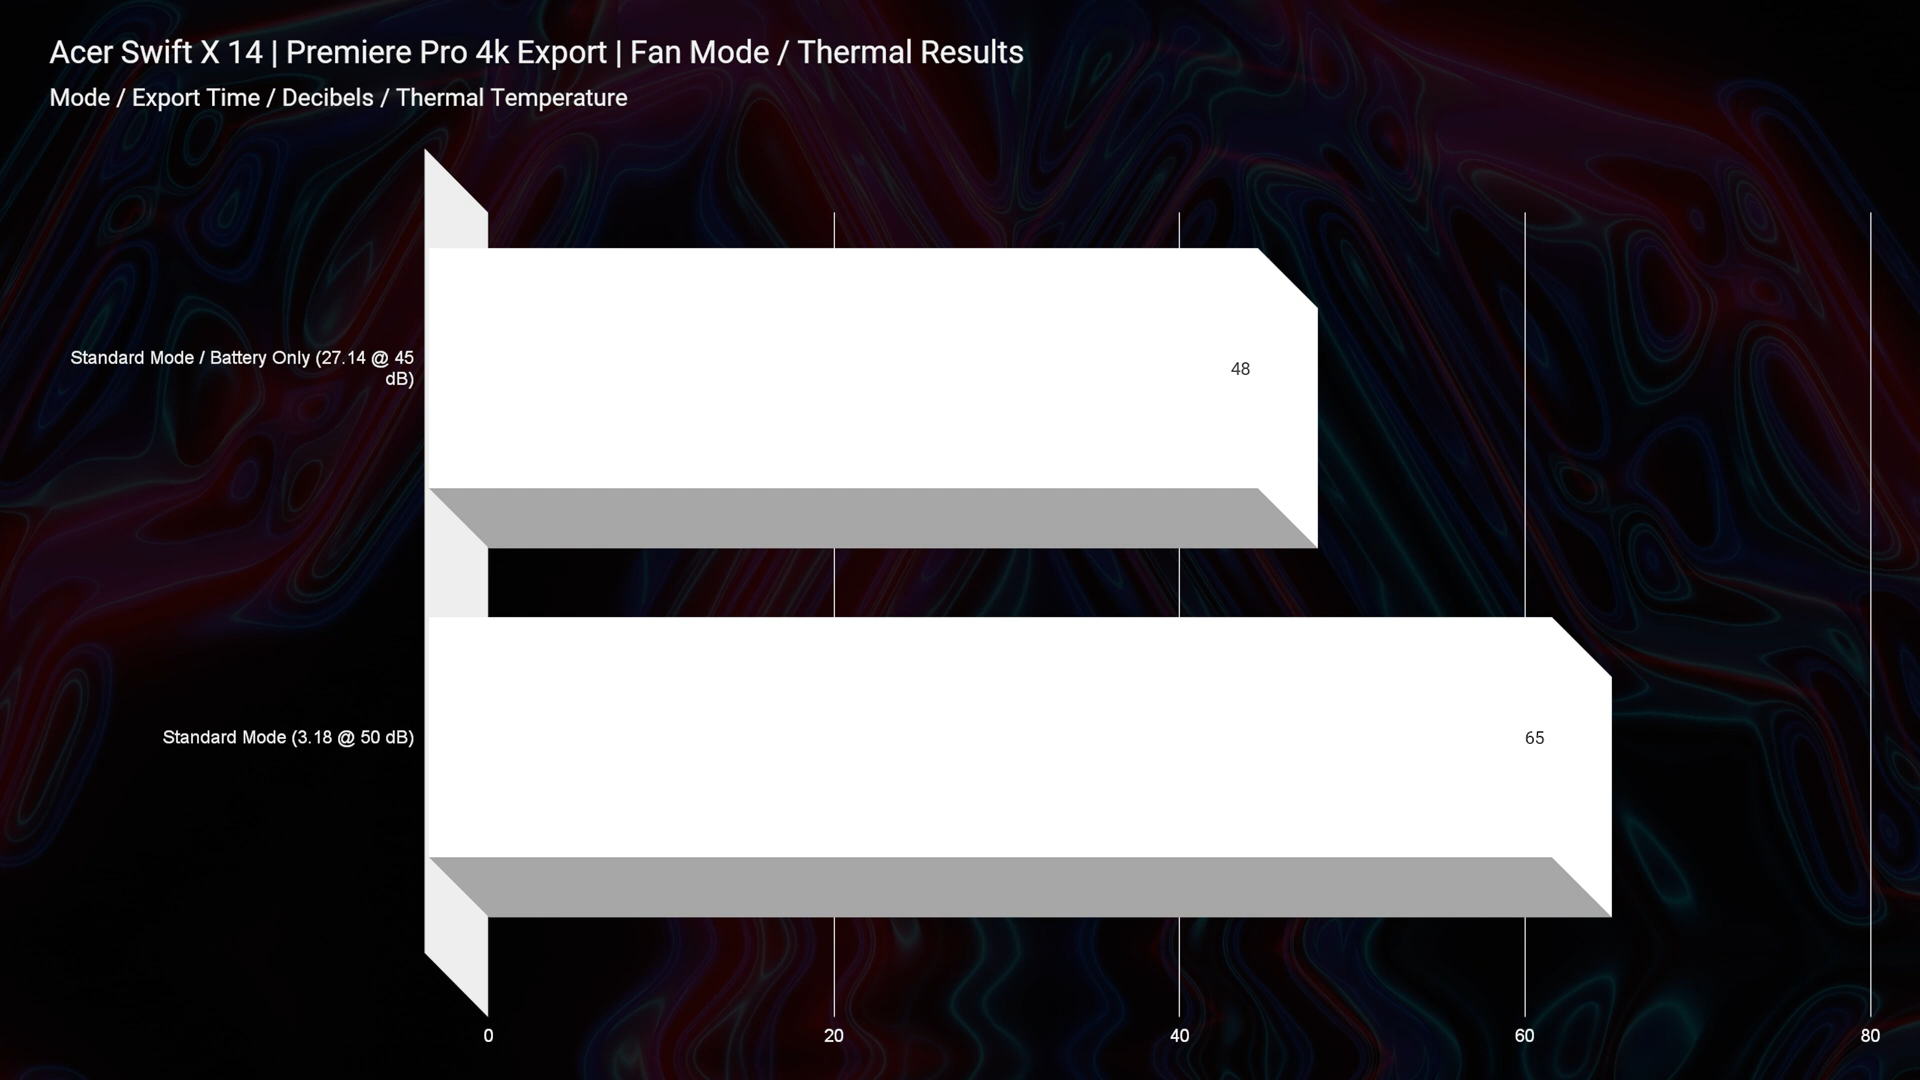 Acer Swift X 14 | Premiere Pro 4k Export | Fan Mode / Thermal Results
Mode / Export Time / Decibels / Thermal Temperature
Standard Mode / Battery Only (27.14 @ 45
dB)
48
Standard Mode (3.18 @ 50 dB)
65
0 20 40 60 80